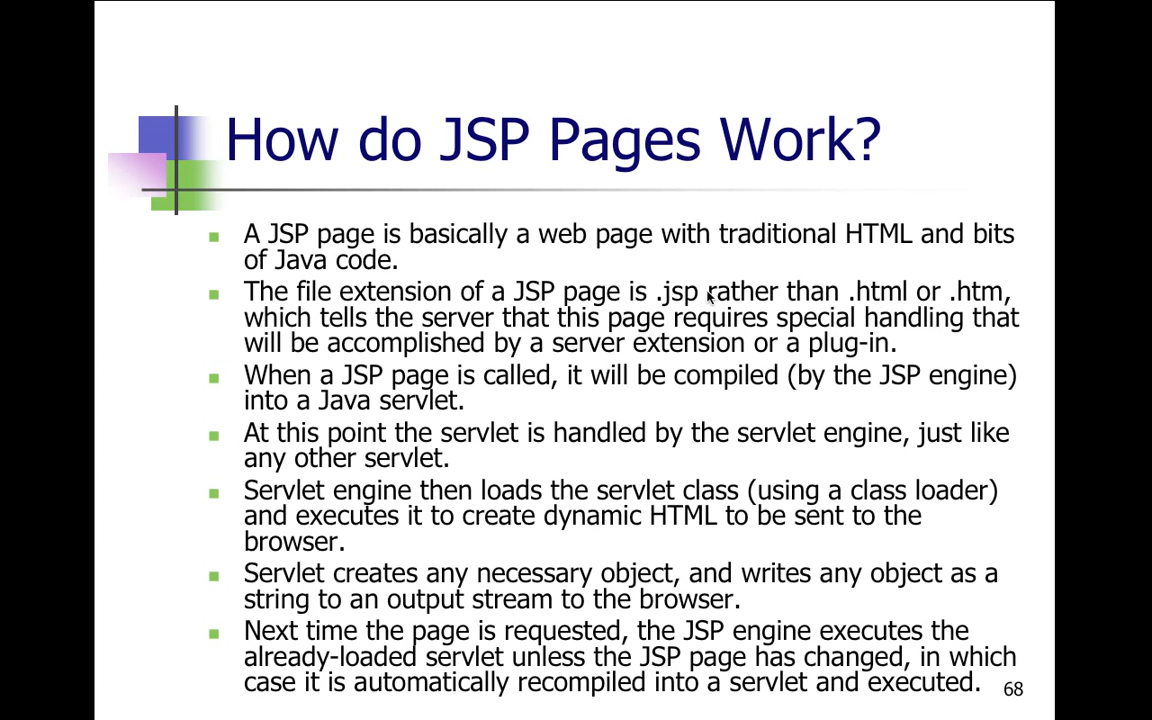 How do JSP Pages Work?
A JSP page is basically a web page with traditional HTML and bits
of Java code.
The file extension of a JSP page is .jsp rather than .html or .htm,
which tells the server that this page requires special handling that
will be accomplished by a server extension or a plug-in.
When a JSP page is called, it will be compiled (by the JSP engine)
into a Java servlet.
At this point the servlet is handled by the servlet engine, just like
any other servlet.
Servlet engine then loads the servlet class (using a class loader)
and executes it to create dynamic HTML to be sent to the
browser.
Servlet creates any necessary object, and writes any object as a
string to an output stream to the browser.
Next time the page is requested, the JSP engine executes the
already-loaded servlet unless the JSP page has changed, in which
case it is automatically recompiled into a servlet and executed.
68